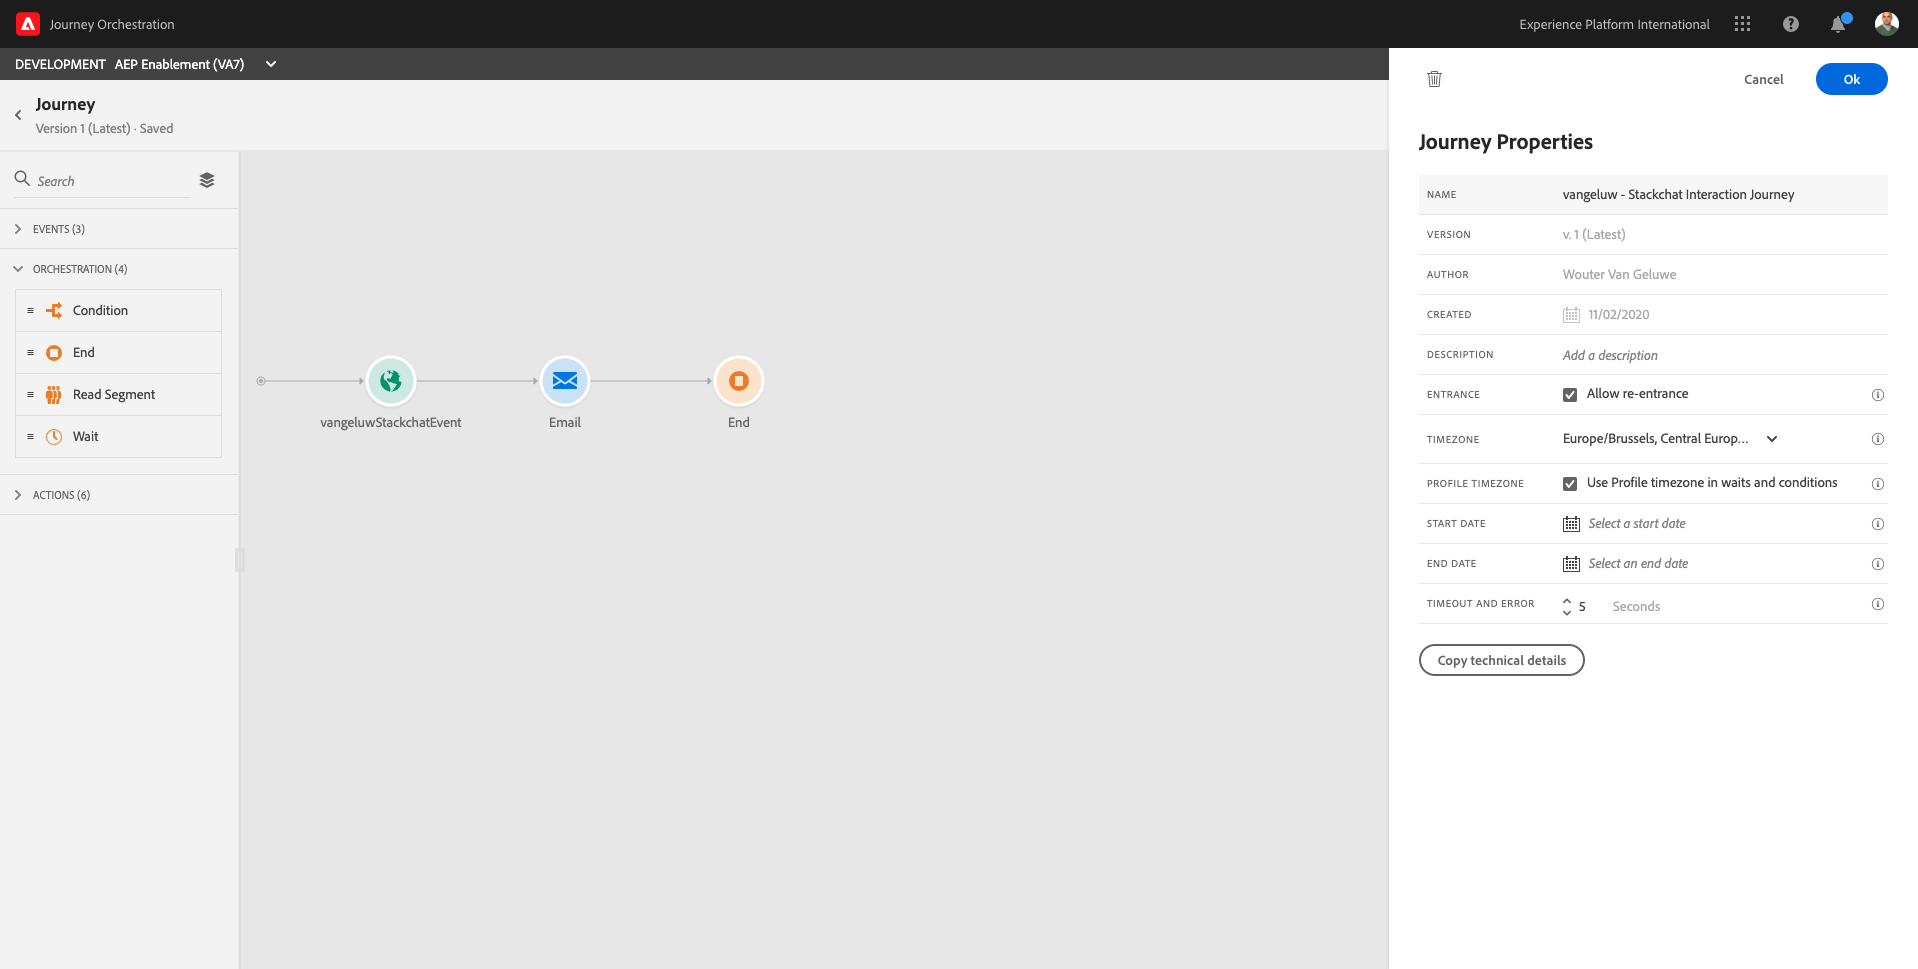 Journey Orchestration
Experience Platform International
DEVELOPMENT AEP Enablement (VA7)
Journey
Version 1 (Latest) · Saved
Search
EVENTS (3)
ORCHESTRATION (4)
Condition
End
Read Segment
Wait
ACTIONS (6)
vangeluwStackchatEvent
Email
End
Cancel
Ok
Journey Properties
NAME vangeluw - Stackchat Interaction Journey
VERSION v. 1 (Latest)
AUTHOR Wouter Van Geluwe
CREATED 11/02/2020
DESCRIPTION Add a description
ENTRANCE Allow re-entrance
TIMEZONE Europe/Brussels, Central Europ...
PROFILE TIMEZONE Use Profile timezone in waits and conditions
START DATE Select a start date
END DATE Select an end date
TIMEOUT AND ERROR 5 Seconds
Copy technical details